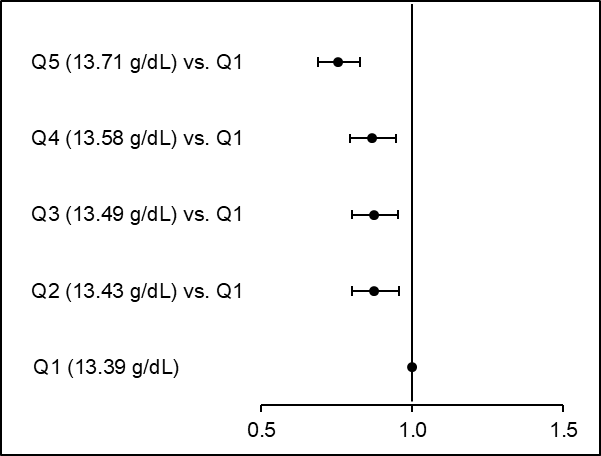 Q5 (13.71 g/dL) vs. Q1
Q4 (13.58 g/dL) vs. Q1
Q3 (13.49 g/dL) vs. Q1
Q2 (13.43 g/dL) vs. Q1
Q1 (13.39 g/dL)
0.5 1.0 1.5